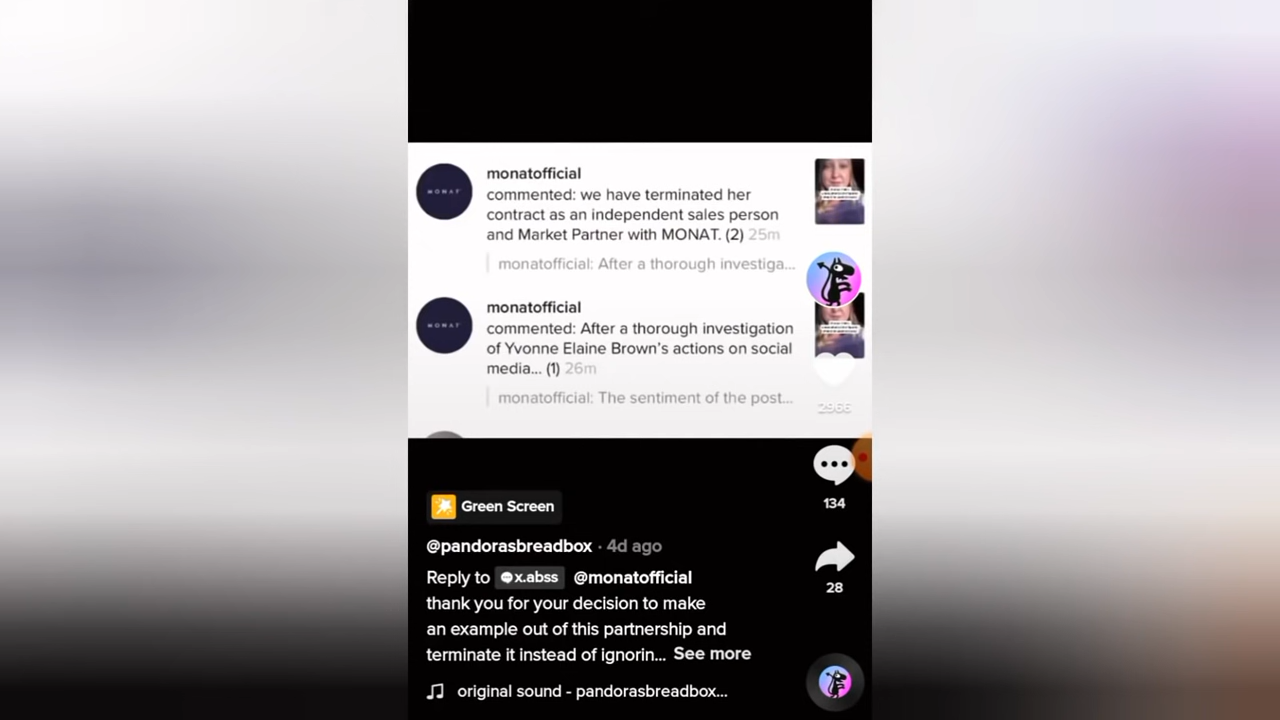 monatofficial
commented: we have terminated her
contract as an independent sales person
and Market Partner with MONAT. (2) 25m
monatofficial: After a thorough investiga...
MONAT
monatofficial
commented: After a thorough investigation
of Yvonne Elaine Brown's actions on social
media... (1) 26m
monatofficial: The sentiment of the post...
MONAT
2966
134
28
Green Screen
@pandorasbreadbox · 4d ago
Reply to x.abss @monatofficial
thank you for your decision to make
an example out of this partnership and
terminate it instead of ignorin... See more
original sound - pandorasbreadbox...